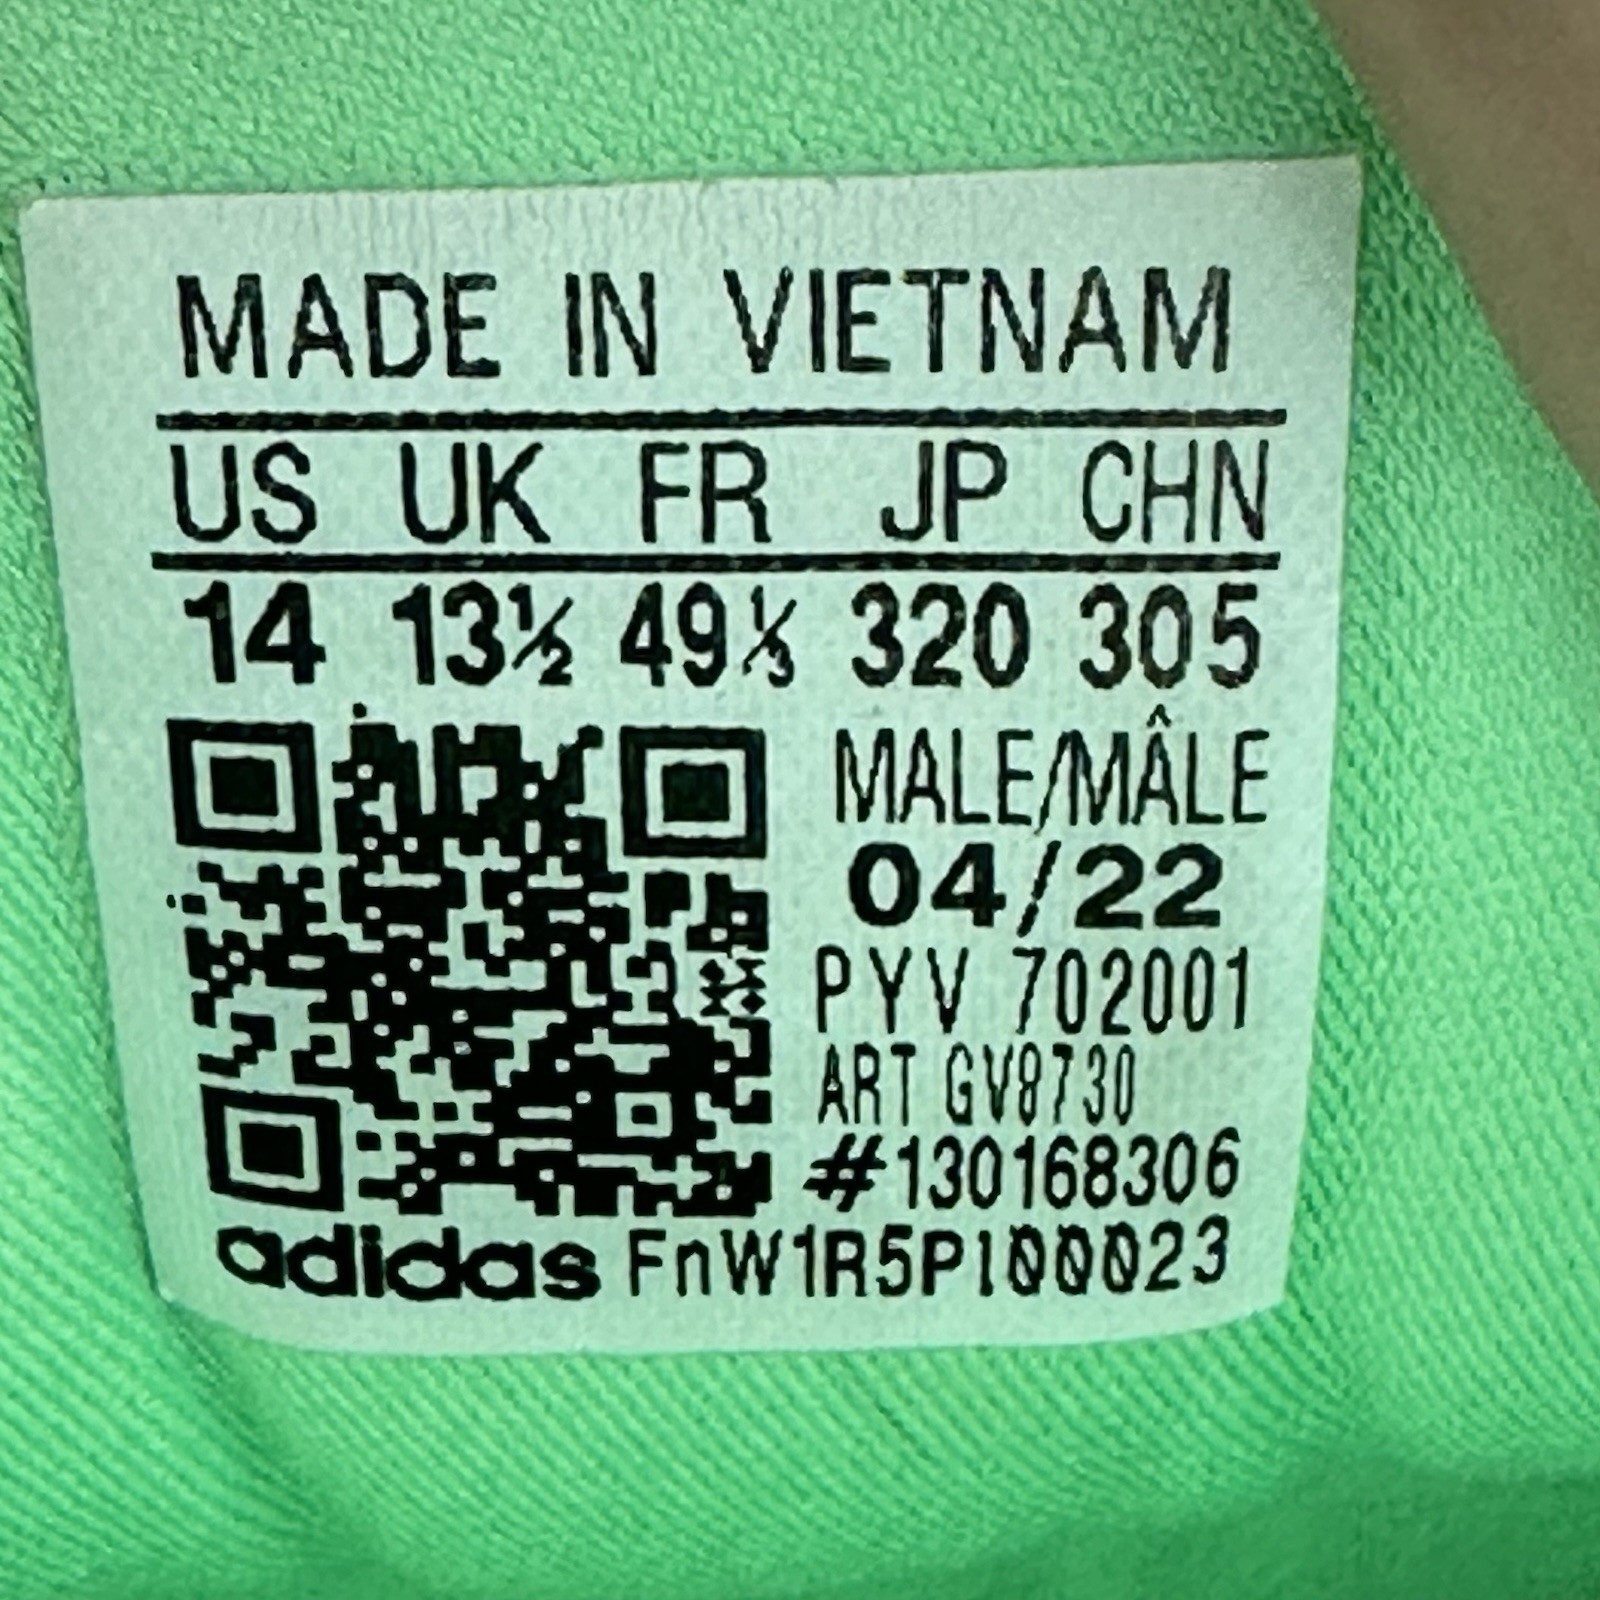 MADE IN VIETNAM
US UK FR JP CHN
14 13½ 49⅓ 320 305
MALE/MÂLE
04/22
PYV 702001
ART GV8730
#130168306
adidas FnW1R5PI00023